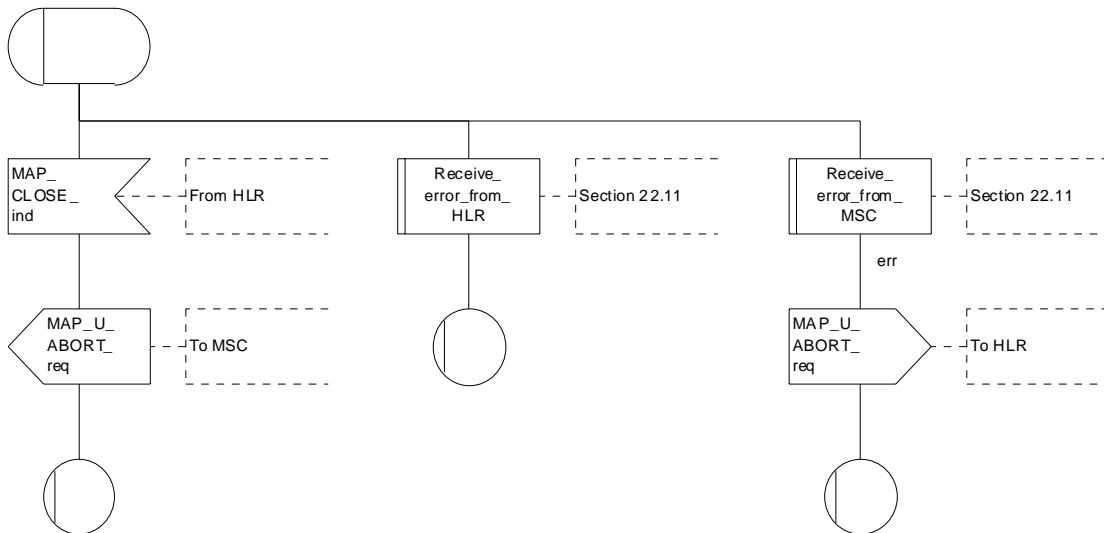 MAP_
CLOSE_
ind
From HLR
Receive_
error_from_
HLR
Section 22.11
Receive_
error_from_
MSC
Section 22.11
err
MAP_U_
ABORT_
req
To MSC
MAP_U_
ABORT_
req
To HLR